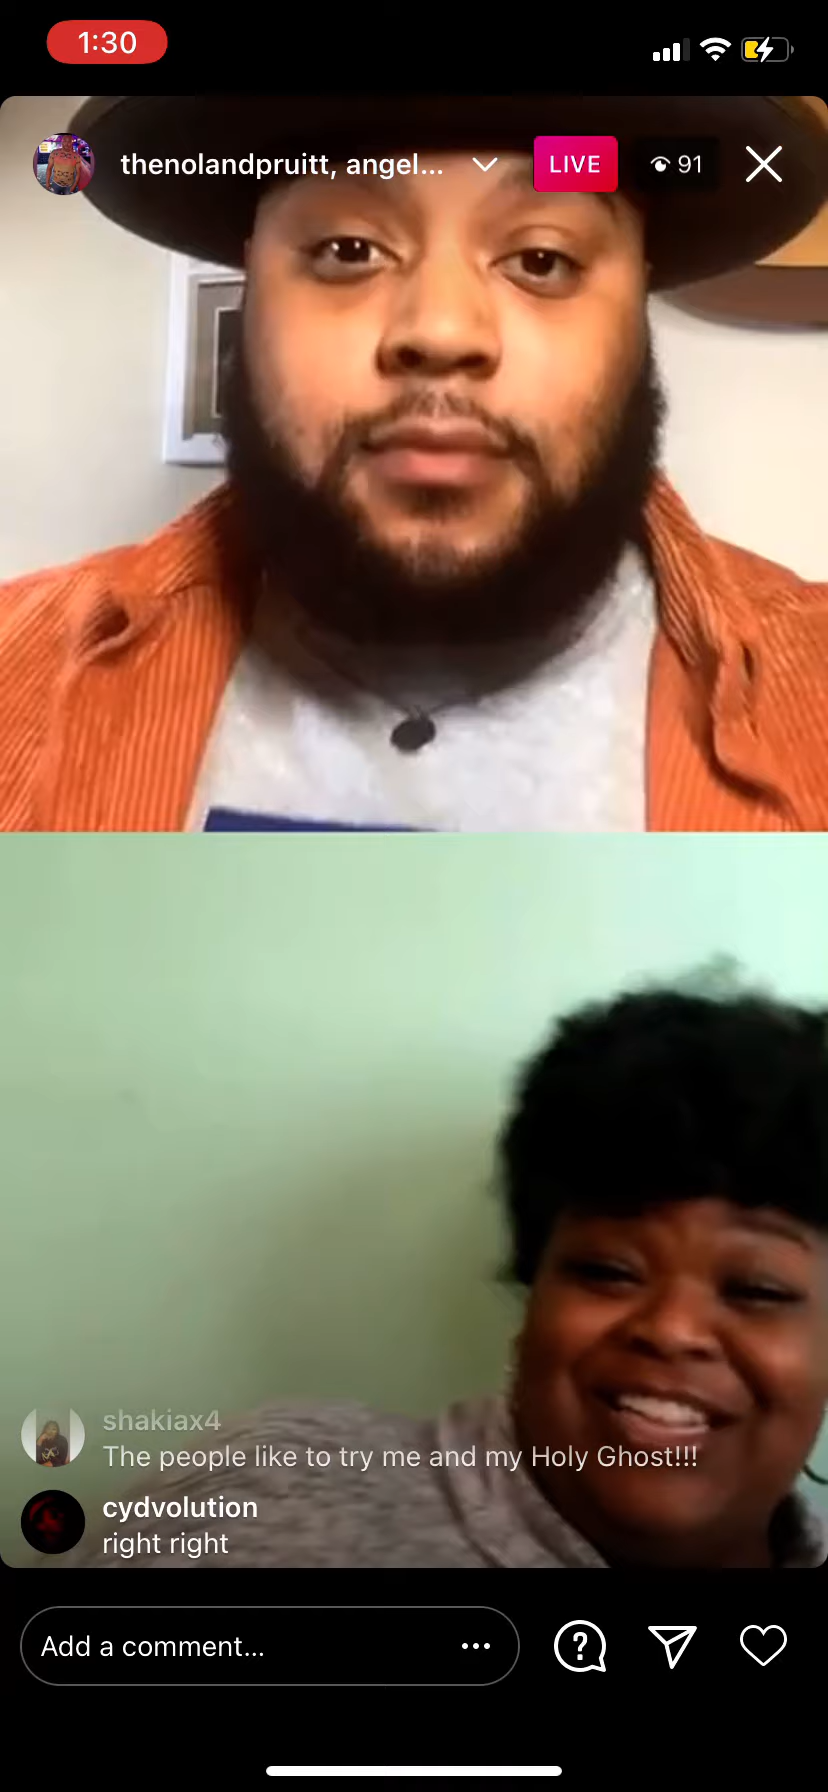 1:30
thenolandpruitt, angel...
LIVE
91
shakiax4
The people like to try me and my Holy Ghost!!!
cydvolution
right right
Add a comment...